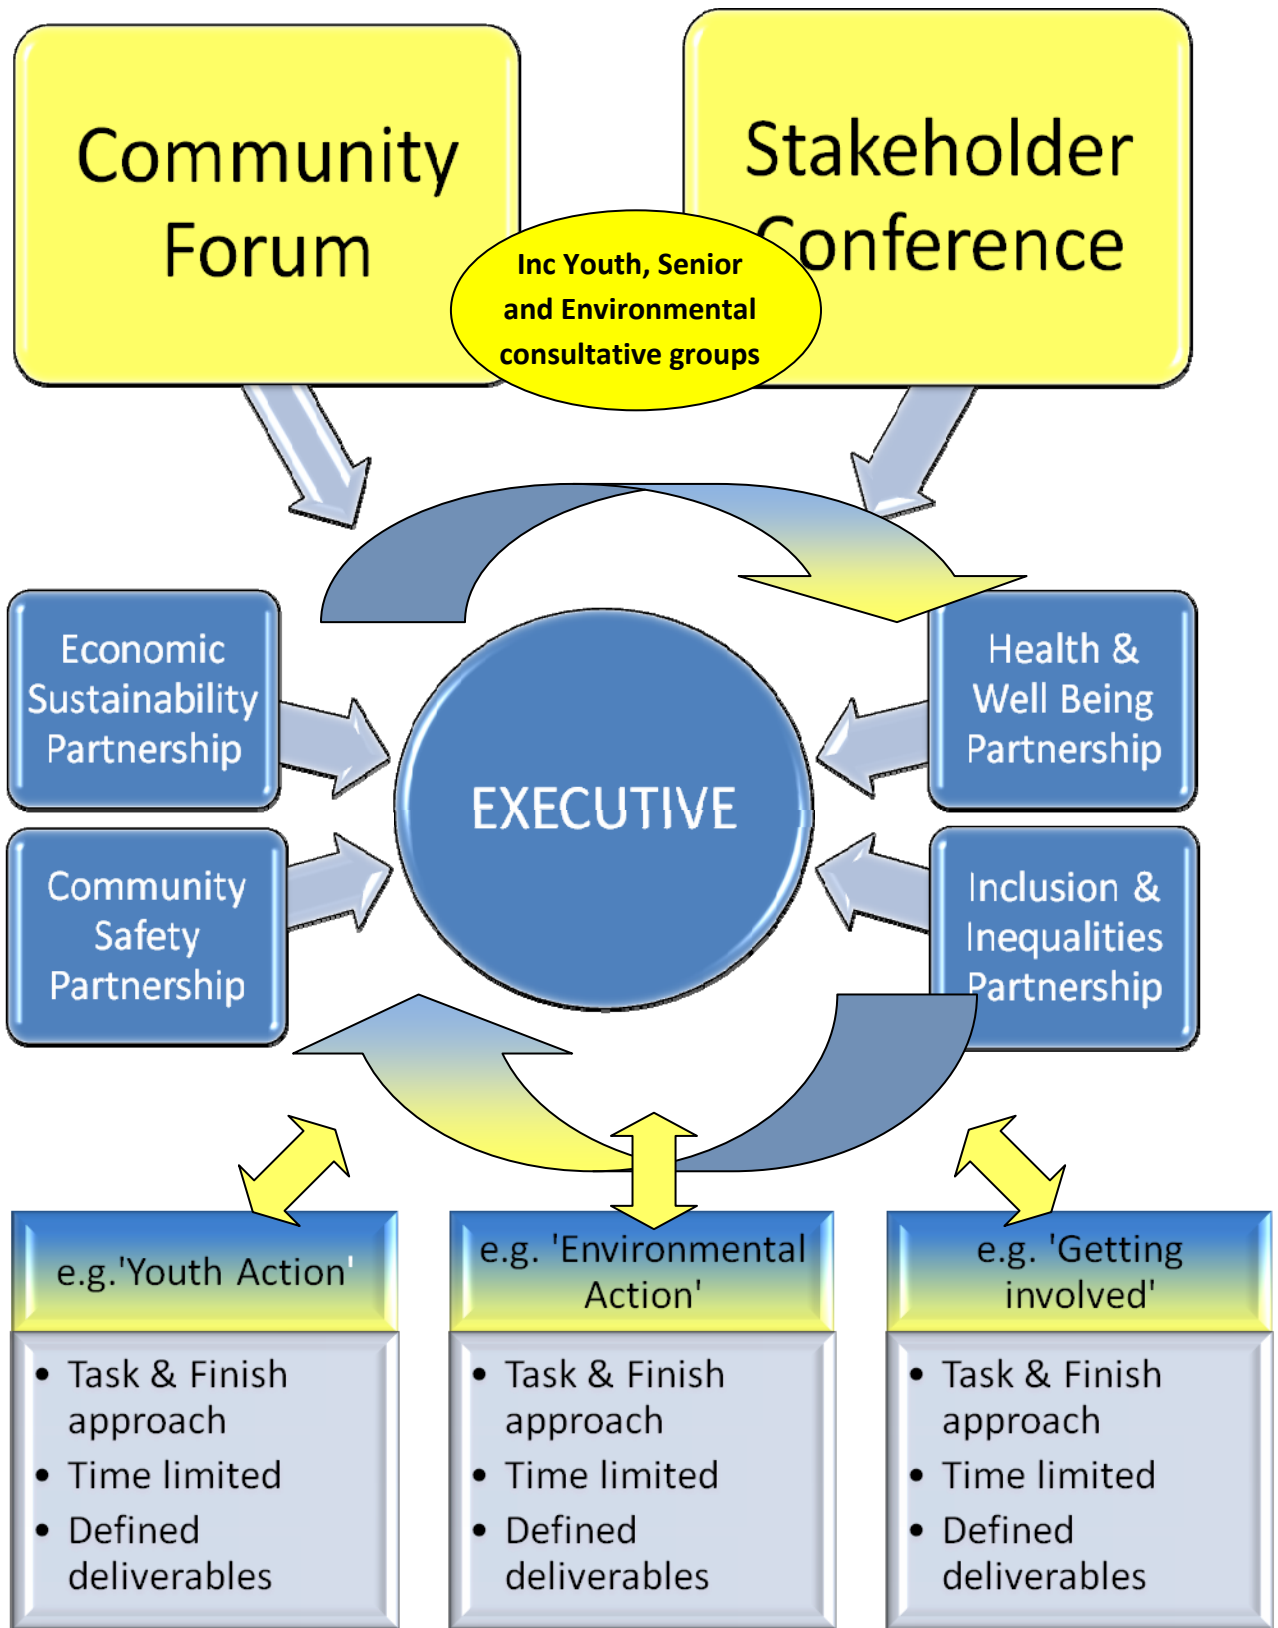 Community
Forum
Stakeholder
Conference
Inc Youth, Senior
and Environmental
consultative groups
Economic
Sustainability
Partnership
Health &
Well Being
Partnership
EXECUTIVE
Community
Safety
Partnership
Inclusion &
Inequalities
Partnership
e.g.'Youth Action'
• Task & Finish
approach
• Time limited
• Defined
deliverables
e.g. 'Environmental
Action'
• Task & Finish
approach
• Time limited
• Defined
deliverables
e.g. 'Getting
involved'
• Task & Finish
approach
• Time limited
• Defined
deliverables